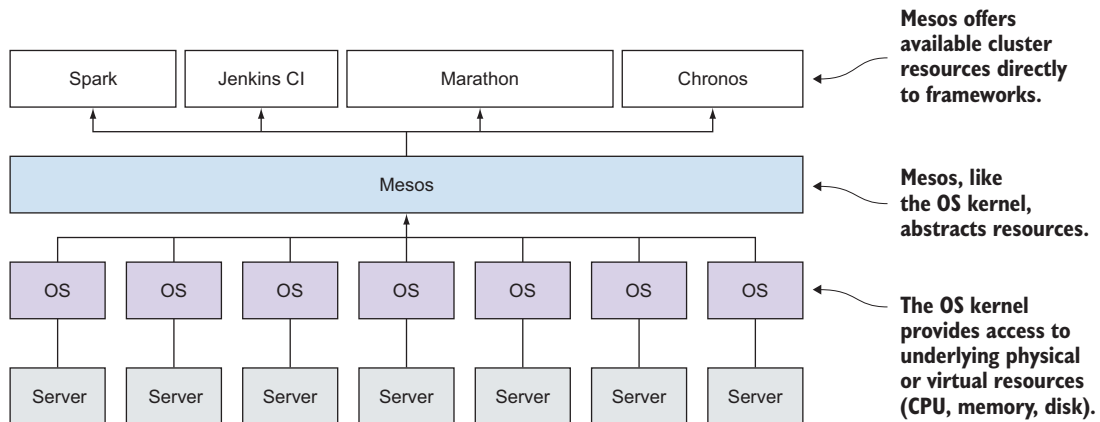 Mesos offers
available cluster
resources directly
to frameworks.
Spark
Jenkins CI
Marathon
Chronos
Mesos
Mesos, like
the OS kernel,
abstracts resources.
OS
OS
OS
OS
OS
OS
OS
The OS kernel
provides access to
underlying physical
or virtual resources
(CPU, memory, disk).
Server
Server
Server
Server
Server
Server
Server